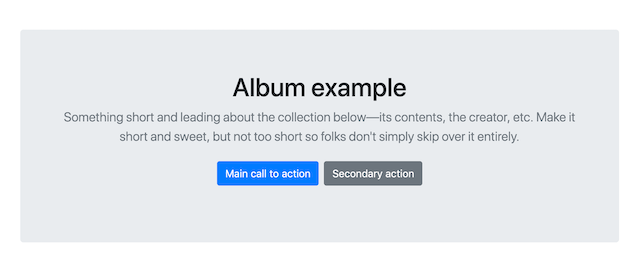 Album example
Something short and leading about the collection below—its contents, the creator, etc. Make it
short and sweet, but not too short so folks don't simply skip over it entirely.
Main call to action Secondary action